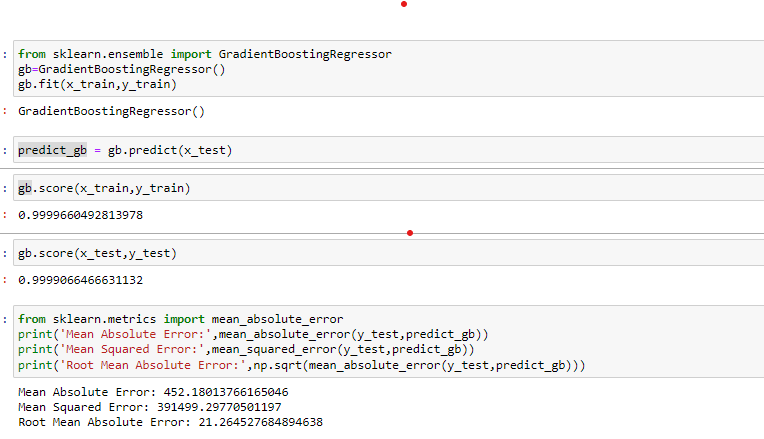 : from sklearn.ensemble import GradientBoostingRegressor
gb=GradientBoostingRegressor()
gb.fit(x_train,y_train)
: GradientBoostingRegressor()
: predict_gb = gb.predict(x_test)
: gb.score(x_train,y_train)
: 0.9999660492813978
: gb.score(x_test,y_test)
: 0.9999066466631132
: from sklearn.metrics import mean_absolute_error
print('Mean Absolute Error:',mean_absolute_error(y_test,predict_gb))
print('Mean Squared Error:',mean_squared_error(y_test,predict_gb))
print('Root Mean Absolute Error:',np.sqrt(mean_absolute_error(y_test,predict_gb)))
Mean Absolute Error: 452.18013766165046
Mean Squared Error: 391499.29770501197
Root Mean Absolute Error: 21.264527684894638